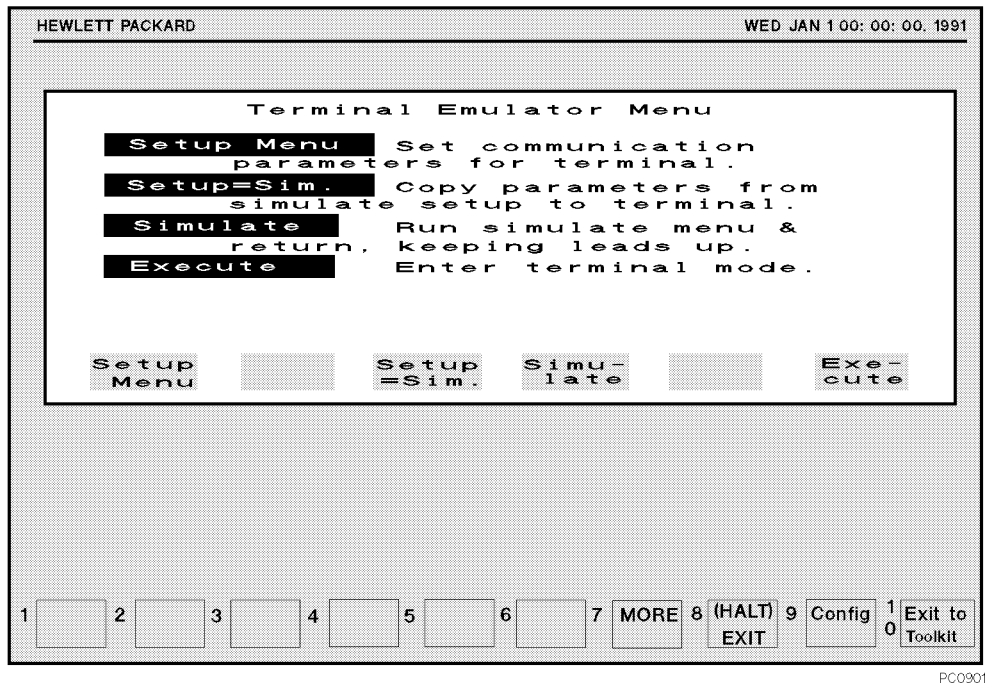 HEWLETT PACKARD WED JAN 1 00: 00: 00. 1991
Terminal Emulator Menu
Setup Menu Set communication
parameters for terminal.
Setup=Sim. Copy parameters from
simulate setup to terminal.
Simulate Run simulate menu &
return, keeping leads up.
Execute Enter terminal mode.
Setup Setup Simu- Exe-
Menu =Sim. late cute
1 2 3 4 5 6 7 MORE 8 (HALT) 9 Config 1 Exit to
EXIT 0 Toolkit
PC0901